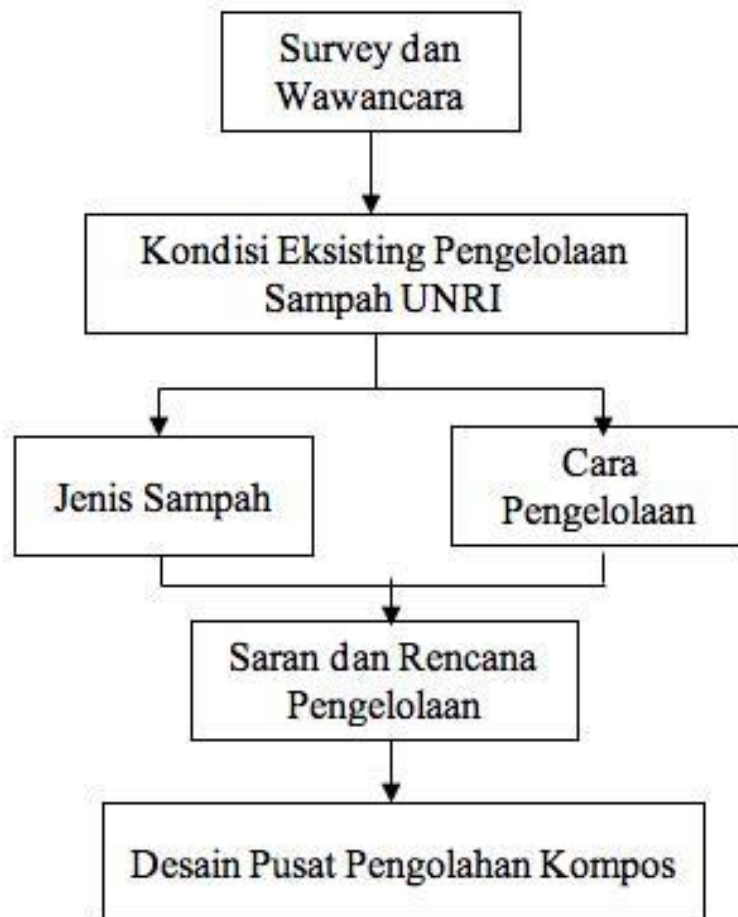 Survey dan
Wawancara
Kondisi Eksisting Pengelolaan
Sampah UNRI
Jenis Sampah
Cara
Pengelolaan
Saran dan Rencana
Pengelolaan
Desain Pusat Pengolahan Kompos